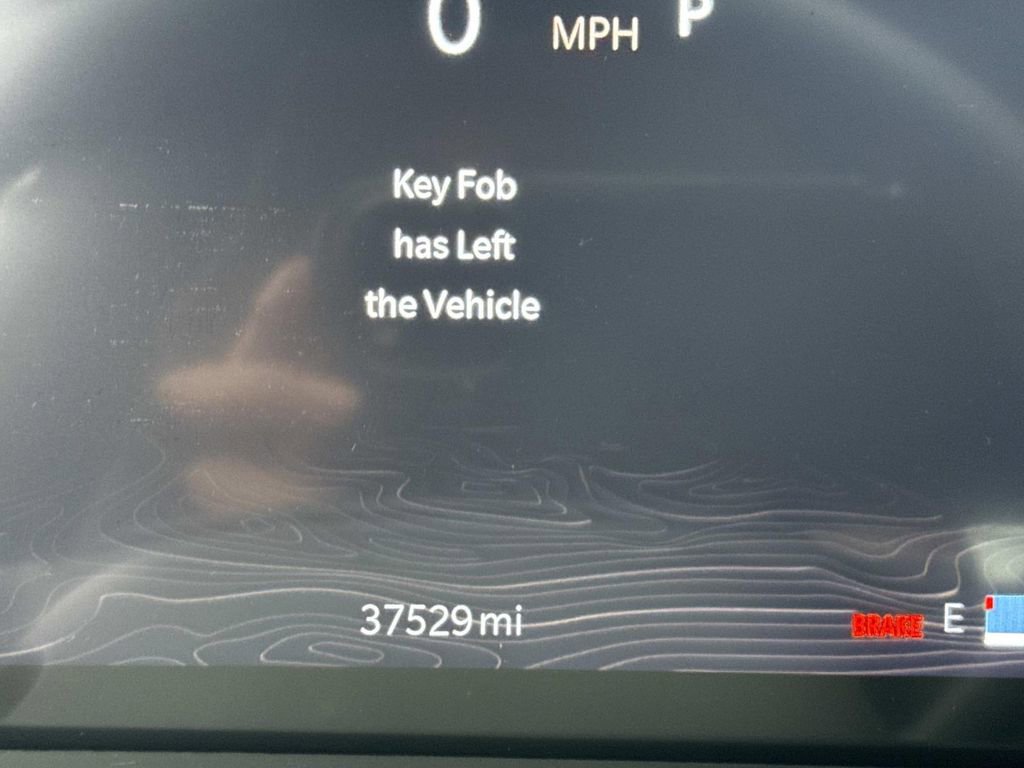 0 MPH P
Key Fob
has Left
the Vehicle
37529 mi
BRAKE E